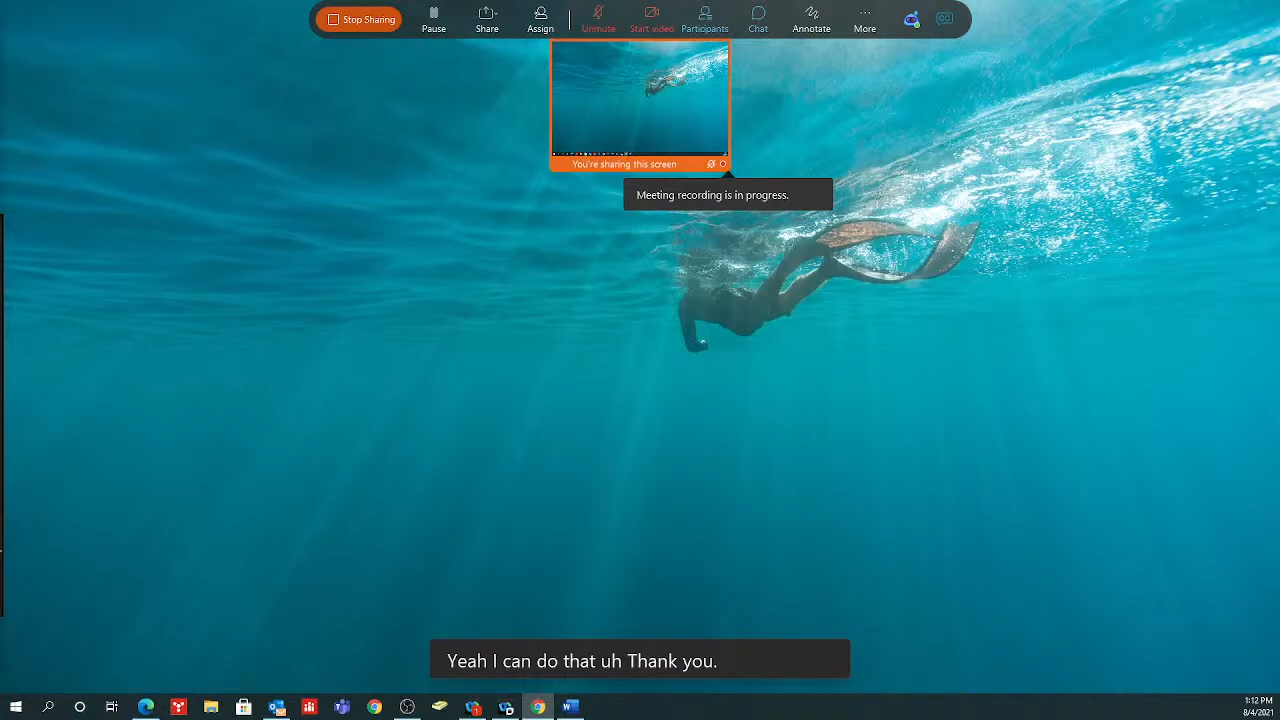 Stop Sharing
Pause
Share
Assign
Unmute
Start video
Participants
Chat
Annotate
More
CC
You're sharing this screen
Meeting recording is in progress.
Yeah I can do that uh Thank you.
1:12 PM
8/4/2021